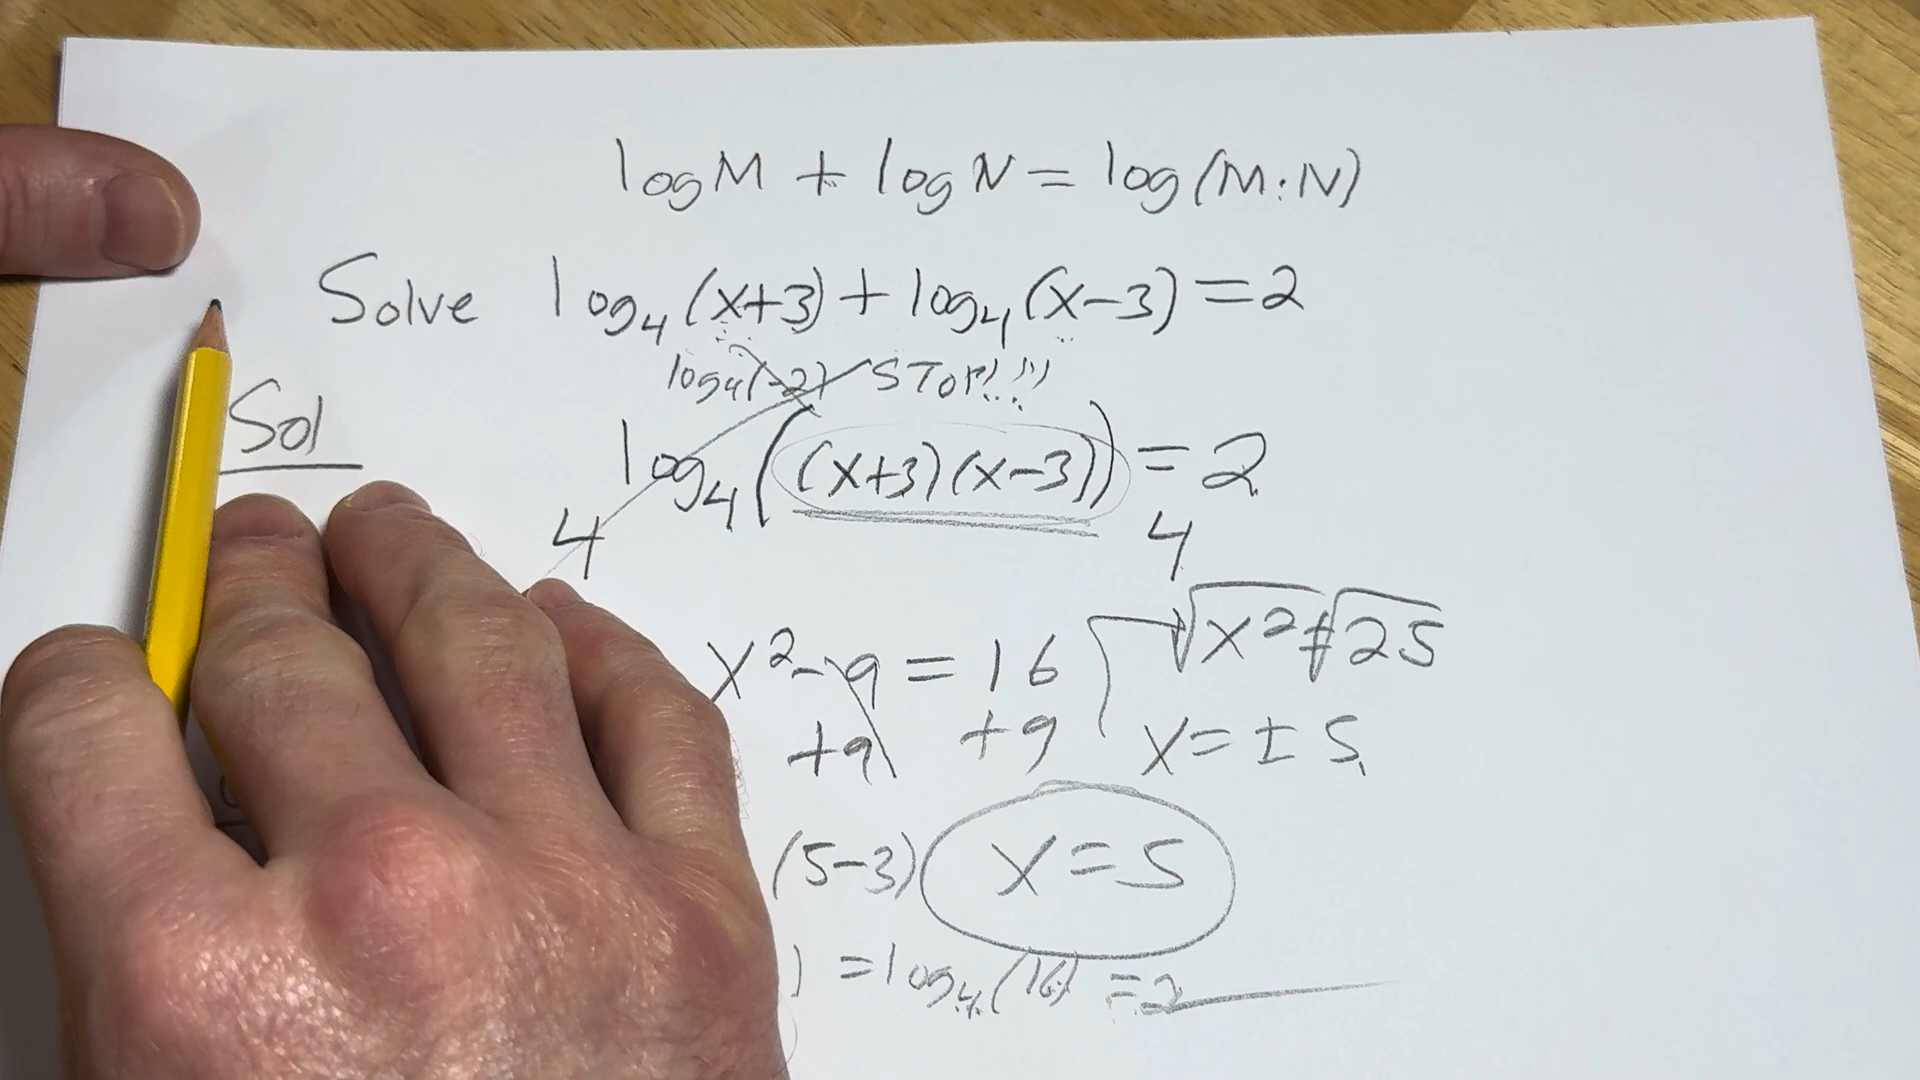 log M + log N = log(M·N)
Solve log₄(x+3) + log₄(x-3) = 2
log₄(-2) STOP!!!
Sol
log₄((x+3)(x-3)) = 2
4 4
x²-9 = 16 √x² = √25
+9 +9 x = ± 5
(5-3) x = 5
) = log₄(16) = 2